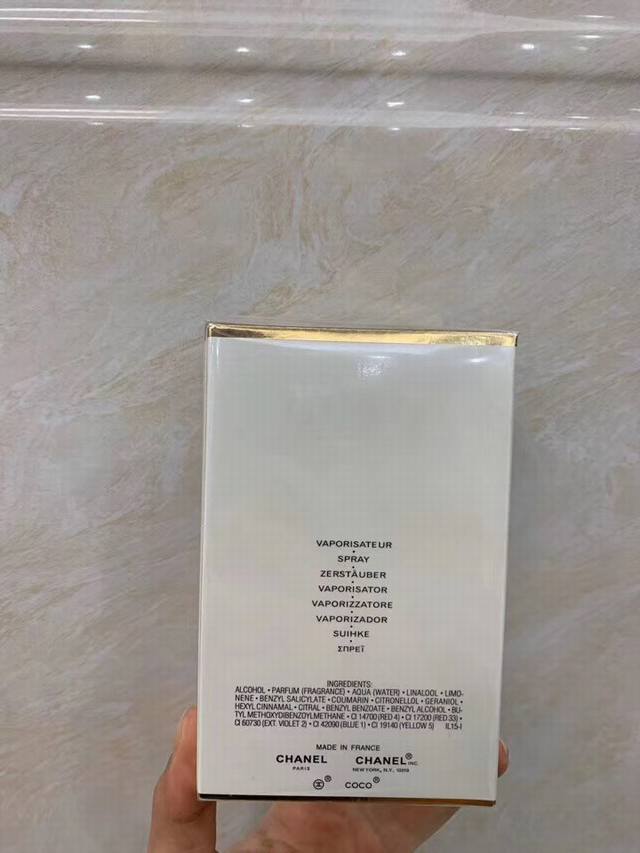 VAPORISATEUR
SPRAY
ZERSTÄUBER
VAPORISATOR
VAPORIZZATORE
VAPORIZADOR
SUIHKE
ΣΠΡΕΪ
INGREDIENTS:
ALCOHOL • PARFUM (FRAGRANCE) • AQUA (WATER) • LINALOOL • LIMO-
NENE • BENZYL SALICYLATE • COUMARIN • CITRONELLOL • GERANIOL •
HEXYL CINNAMAL • CITRAL • BENZYL BENZOATE • BENZYL ALCOHOL • BU-
TYL METHOXYDIBENZOYLMETHANE • CI 14700 (RED 4) • CI 17200 (RED 33) •
CI 60730 (EXT. VIOLET 2) • CI 42090 (BLUE 1) • CI 19140 (YELLOW 5) IL15-I
MADE IN FRANCE
CHANEL CHANEL® INC.
PARIS NEW YORK, N.Y., 10019
® COCO®